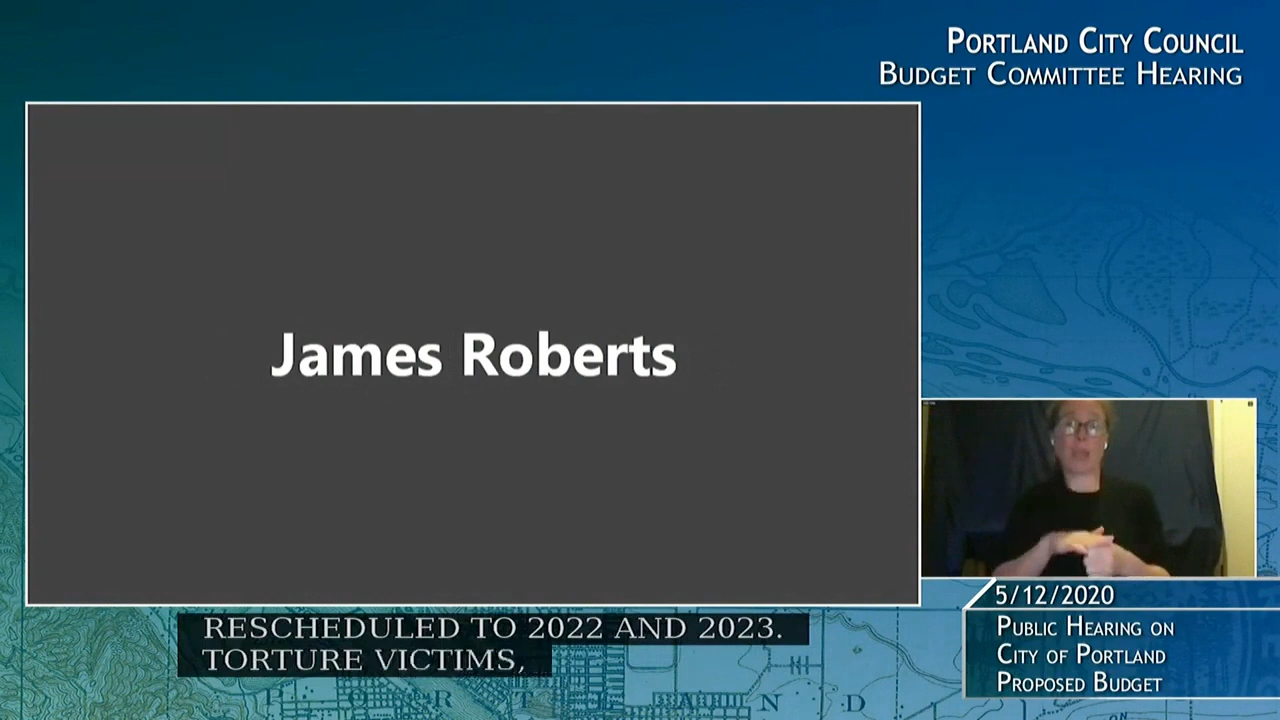 PORTLAND CITY COUNCIL
BUDGET COMMITTEE HEARING
James Roberts
5/12/2020
PUBLIC HEARING ON
CITY OF PORTLAND
PROPOSED BUDGET
RESCHEDULED TO 2022 AND 2023.
TORTURE VICTIMS,
P O R T L A N D
ON